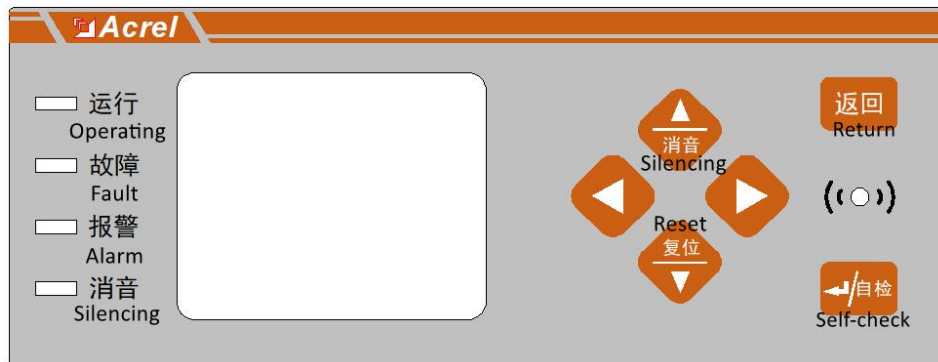 Acrel
运行
Operating
故障
Fault
报警
Alarm
消音
Silencing
消音
Silencing
Reset
复位
返回
Return
/自检
Self-check